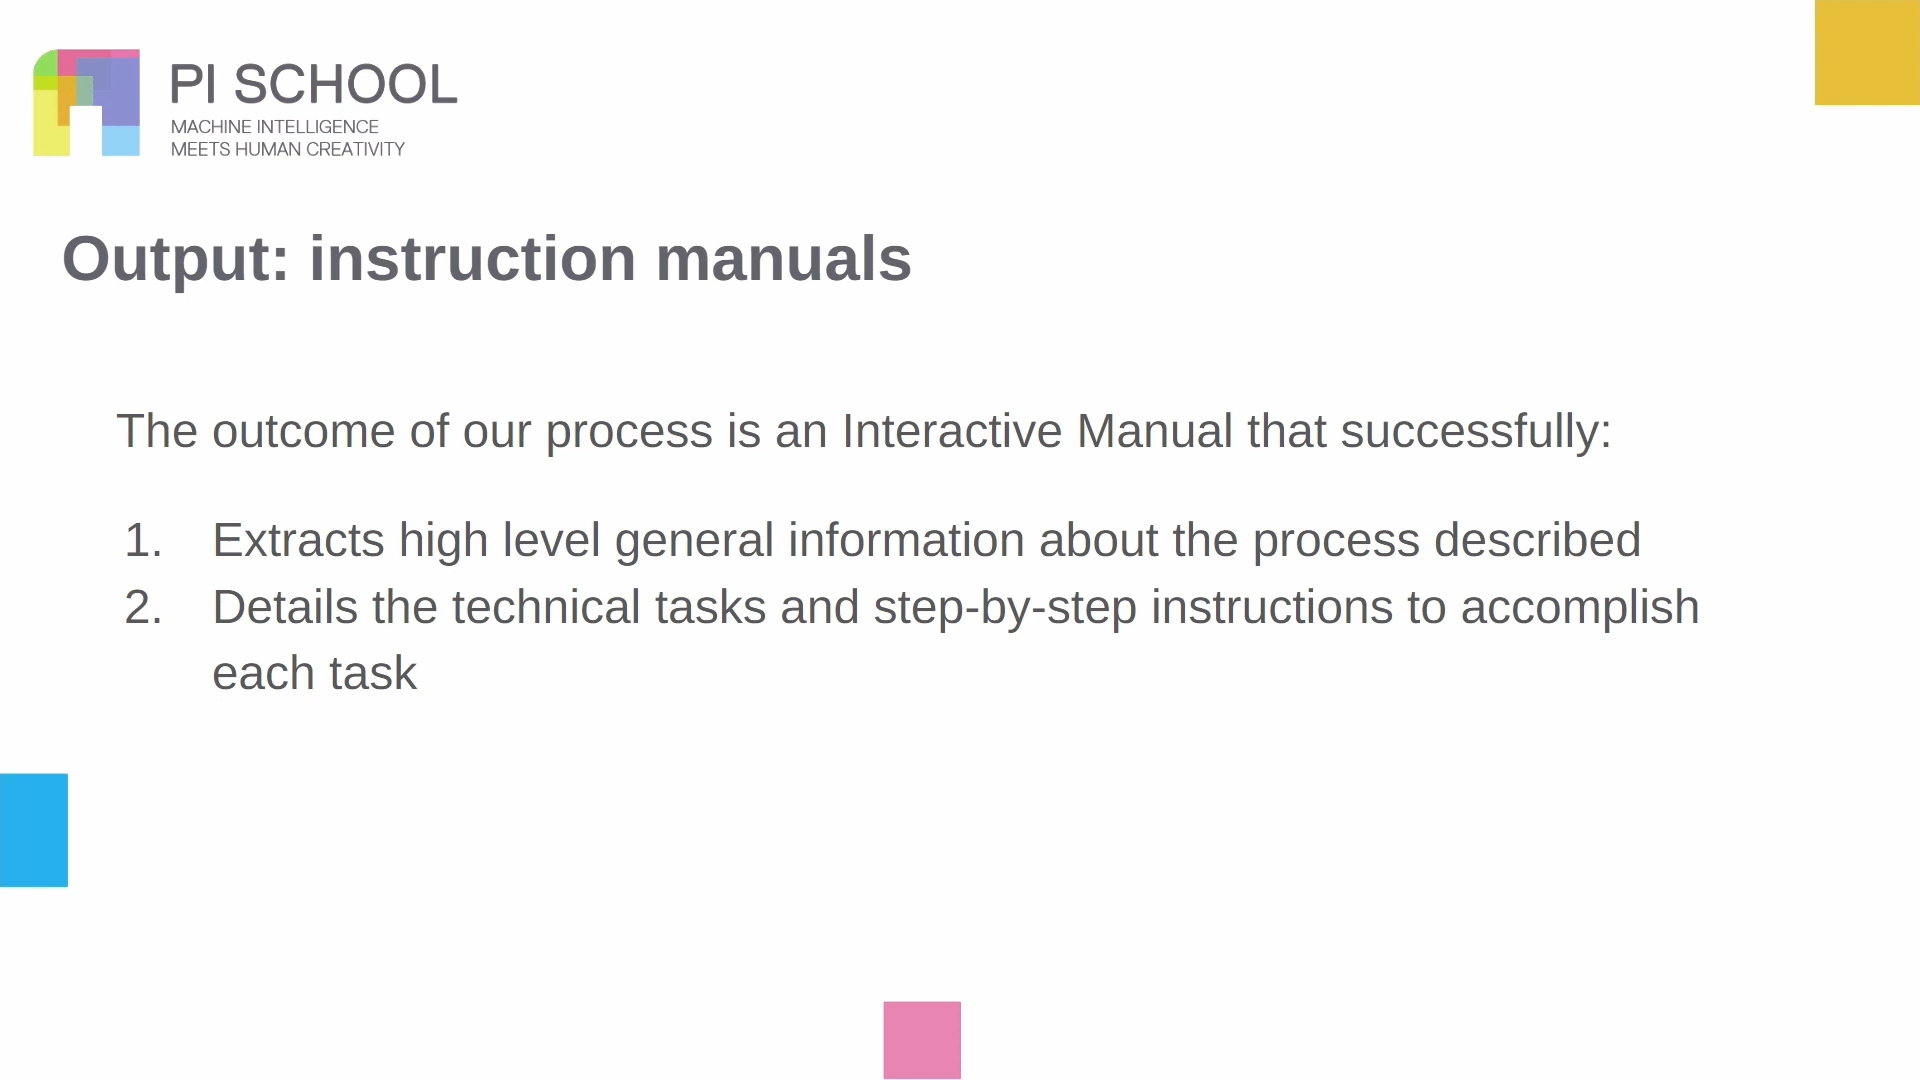 PI SCHOOL
MACHINE INTELLIGENCE
MEETS HUMAN CREATIVITY
Output: instruction manuals
The outcome of our process is an Interactive Manual that successfully:
1. Extracts high level general information about the process described
2. Details the technical tasks and step-by-step instructions to accomplish
each task